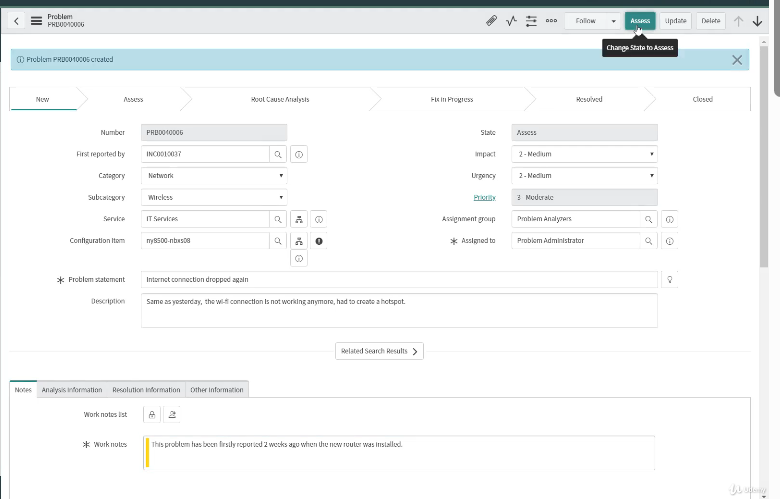 Problem
PRB0040006
Follow
Assess
Update
Delete
Change State to Assess
Problem PRB0040006 created
New
Assess
Root Cause Analysis
Fix in Progress
Resolved
Closed
Number
PRB0040006
State
Assess
First reported by
INC0010037
Impact
2 - Medium
Category
Network
Urgency
2 - Medium
Subcategory
Wireless
Priority
3 - Moderate
Service
IT Services
Assignment group
Problem Analyzers
Configuration item
ny8500-nbxs08
Assigned to
Problem Administrator
Problem statement
Internet connection dropped again
Description
Same as yesterday, the wi-fi connection is not working anymore, had to create a hotspot.
Related Search Results
Notes
Analysis Information
Resolution Information
Other Information
Work notes list
Work notes
This problem has been firstly reported 2 weeks ago when the new router was installed.
Udemy